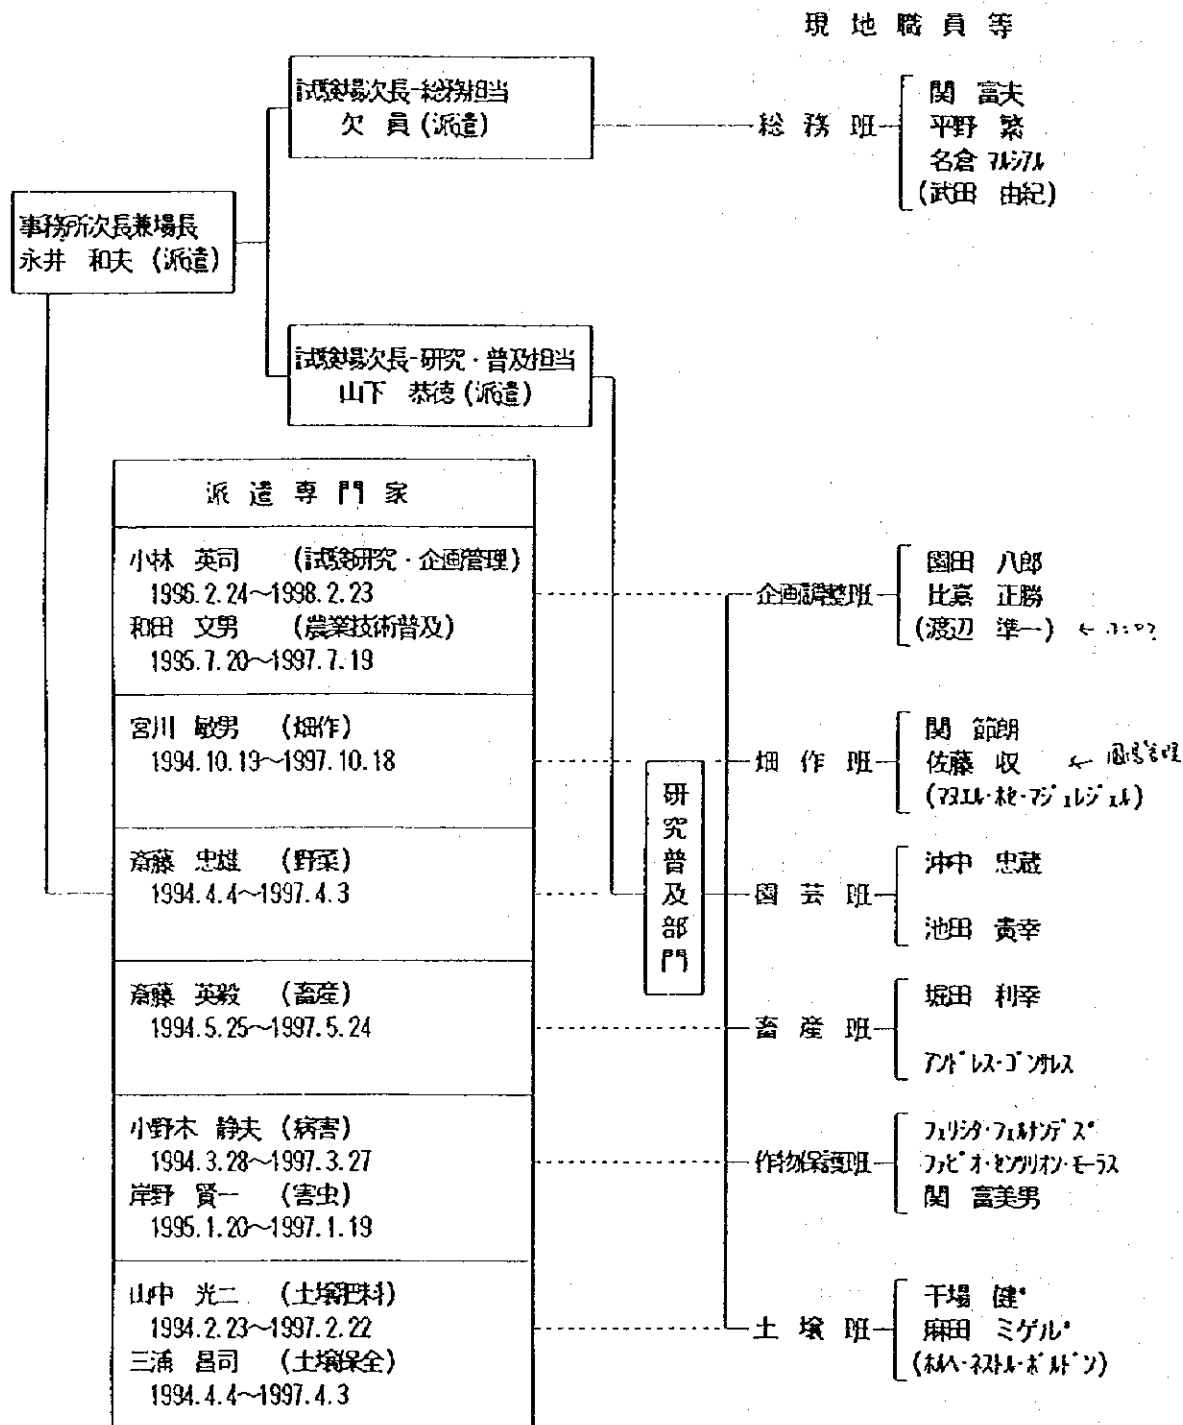 現地職員等
試験場次長-総務担当
欠員(派遣)
総務班
関 富夫
平野 繁
名倉 マルシアル
(武田 由紀)
事務所次長兼場長
永井 和夫 (派遣)
試験場次長-研究・普及担当
山下 恭徳 (派遣)
派遣専門家
小林 英司 (試験研究・企画管理)
1996.2.24~1998.2.23
和田 文男 (農業技術普及)
1995.7.20~1997.7.19
企画調整班
園田 八郎
比嘉 正勝
(渡辺 準一) ←
宮川 敏男 (畑作)
1994.10.19~1997.10.18
畑作班
関 節朗
佐藤 収 ←
(マヌエル・ホセ・マジェレジェル)
研究普及部門
斎藤 忠雄 (野菜)
1994.4.4~1997.4.3
園芸班
沖中 忠蔵
池田 貴幸
斎藤 英毅 (畜産)
1994.5.25~1997.5.24
畜産班
堀田 利幸
アンドレス・ゴンサレス
小野木 静夫 (病害)
1994.3.28~1997.3.27
岸野 賢一 (害虫)
1995.1.20~1997.1.19
作物保護班
フェリシタ・フェルナンデス*
ファビオ・センツリオン・モーラス
関 富美男
山中 光二 (土壌肥料)
1994.2.23~1997.2.22
三浦 昌司 (土壌保全)
1994.4.4~1997.4.3
土壌班
干場 健*
麻田 ミゲル*
(ホルヘ・ネストル・ボルドン)